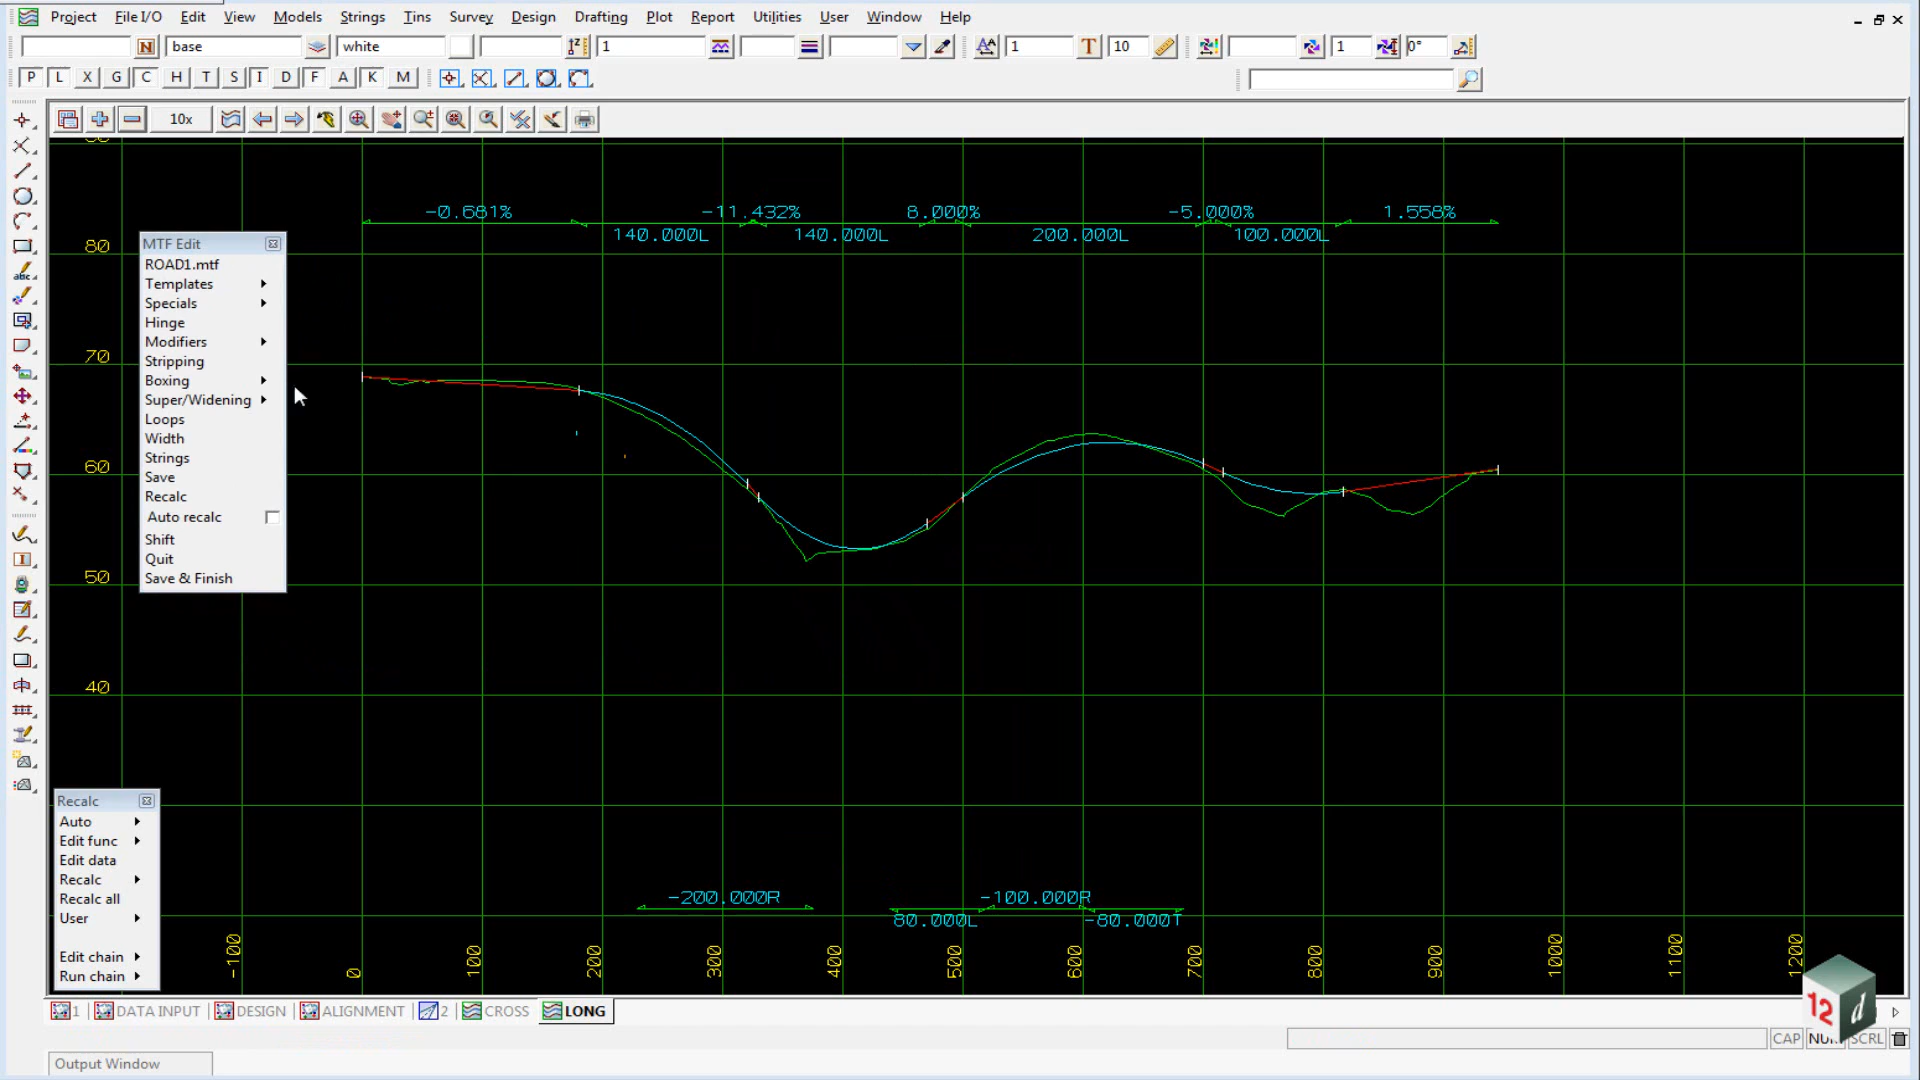 Project File I/O Edit View Models Strings Tins Survey Design Drafting Plot Report Utilities User Window Help
N base white 1 T 1 10 1 0°
P L X G C H T S I D F A K M
10x
-0.681% -11.432% 8.000% -5.000% 1.558%
140.000L 140.000L 200.000L 100.000L
80
70
60
50
40
MTF Edit
ROAD1.mtf
Templates
Specials
Hinge
Modifiers
Stripping
Boxing
Super/Widening
Loops
Width
Strings
Save
Recalc
Auto recalc
Shift
Quit
Save & Finish
Recalc
Auto
Edit func
Edit data
Recalc
Recalc all
User
Edit chain
Run chain
-200.000R -100.000R
80.000L -80.000T
-100 0 100 200 300 400 500 600 700 800 900 1000 1100 1200
1 DATA INPUT DESIGN ALIGNMENT 2 CROSS LONG
12 d
CAP NUM SCRL
Output Window